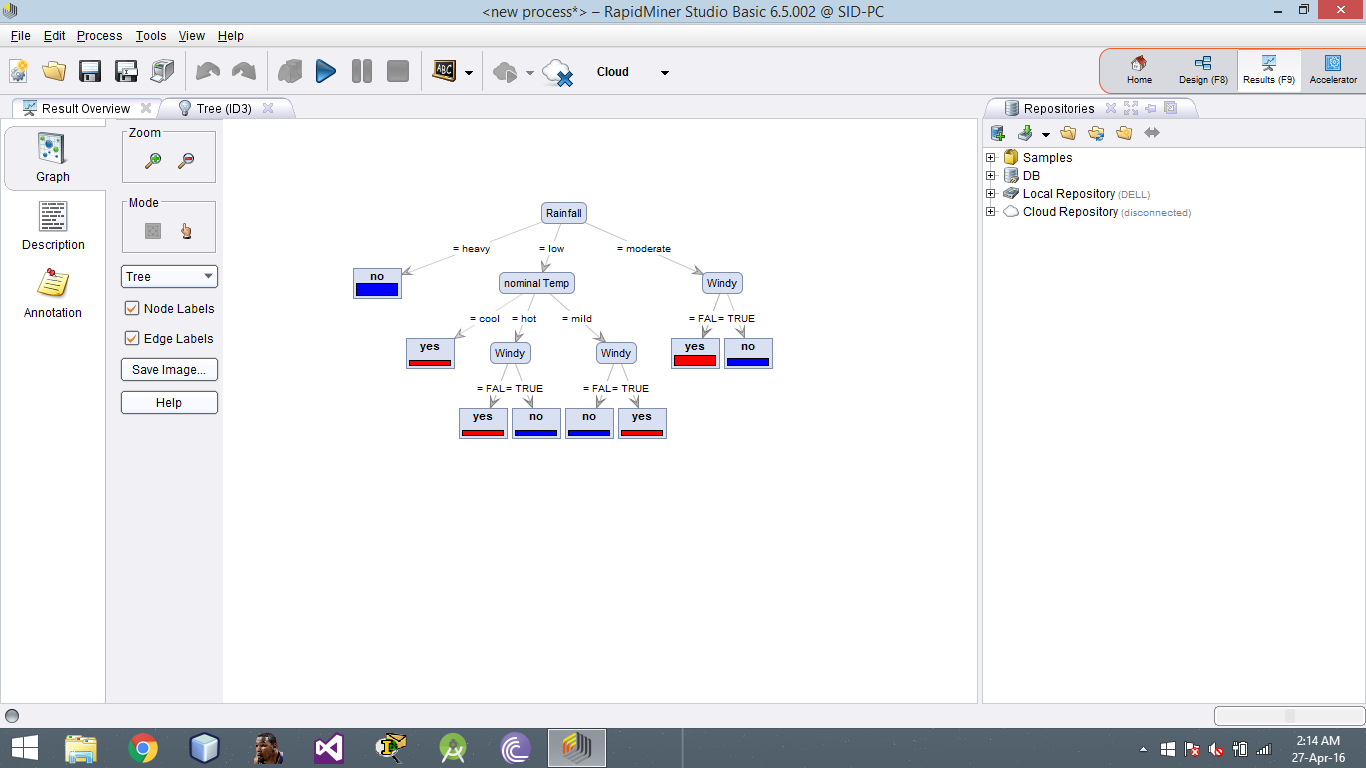 <new process*> – RapidMiner Studio Basic 6.5.002 @ SID-PC
File Edit Process Tools View Help
ABC
Cloud
Home
Design (F8)
Results (F9)
Accelerator
Result Overview
Tree (ID3)
Repositories
Graph
Description
Annotation
Zoom
Mode
Tree
Node Labels
Edge Labels
Save Image...
Help
Rainfall
= heavy = low = moderate
no nominal Temp Windy
= cool = hot = mild = FAL = TRUE
yes Windy Windy yes no
= FAL = TRUE = FAL = TRUE
yes no no yes
Samples
DB
Local Repository (DELL)
Cloud Repository (disconnected)
2:14 AM
27-Apr-16